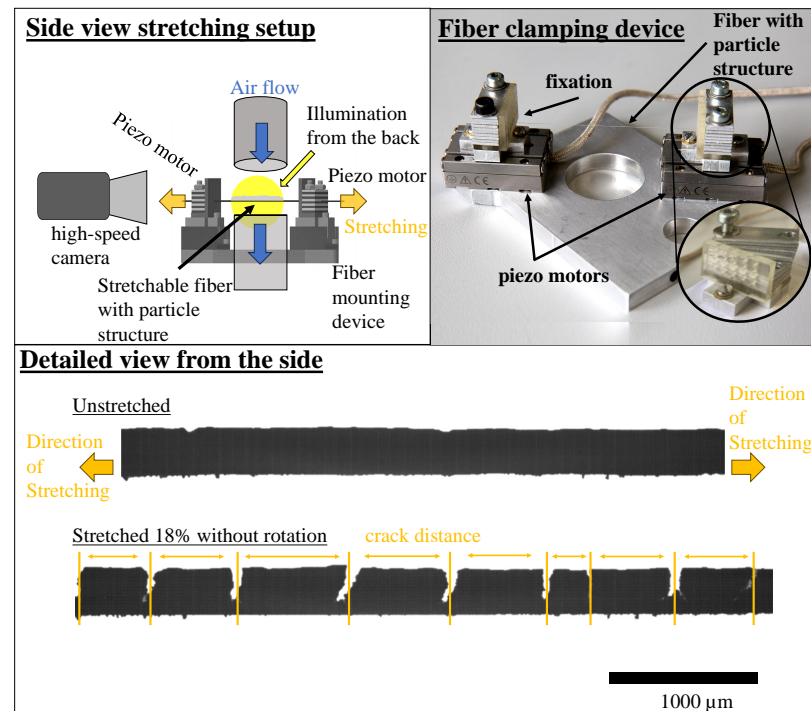 Side view stretching setup
Air flow
Illumination
from the back
Piezo motor
Piezo motor
Stretching
high-speed
camera
Stretchable fiber
with particle
structure
Fiber
mounting
device
Fiber clamping device
Fiber with
particle
structure
fixation
piezo motors
Detailed view from the side
Unstretched
Direction
of
Stretching
Direction
of
Stretching
Stretched 18% without rotation
crack distance
1000 µm